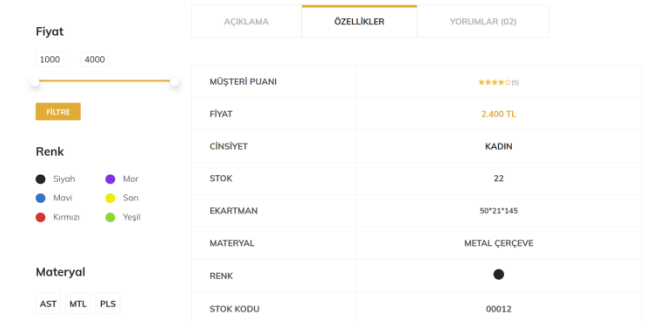 Fiyat
1000 - 4000
FİLTRE
Renk
Siyah Mor
Mavi Sarı
Kırmızı Yeşil
Materyal
AST MTL PLS
AÇIKLAMA ÖZELLİKLER YORUMLAR (02)
MÜŞTERİ PUANI ★★★★☆(5)
FİYAT 2.400 TL
CİNSİYET KADIN
STOK 22
EKARTMAN 50*21*145
MATERYAL METAL ÇERÇEVE
RENK
STOK KODU 00012